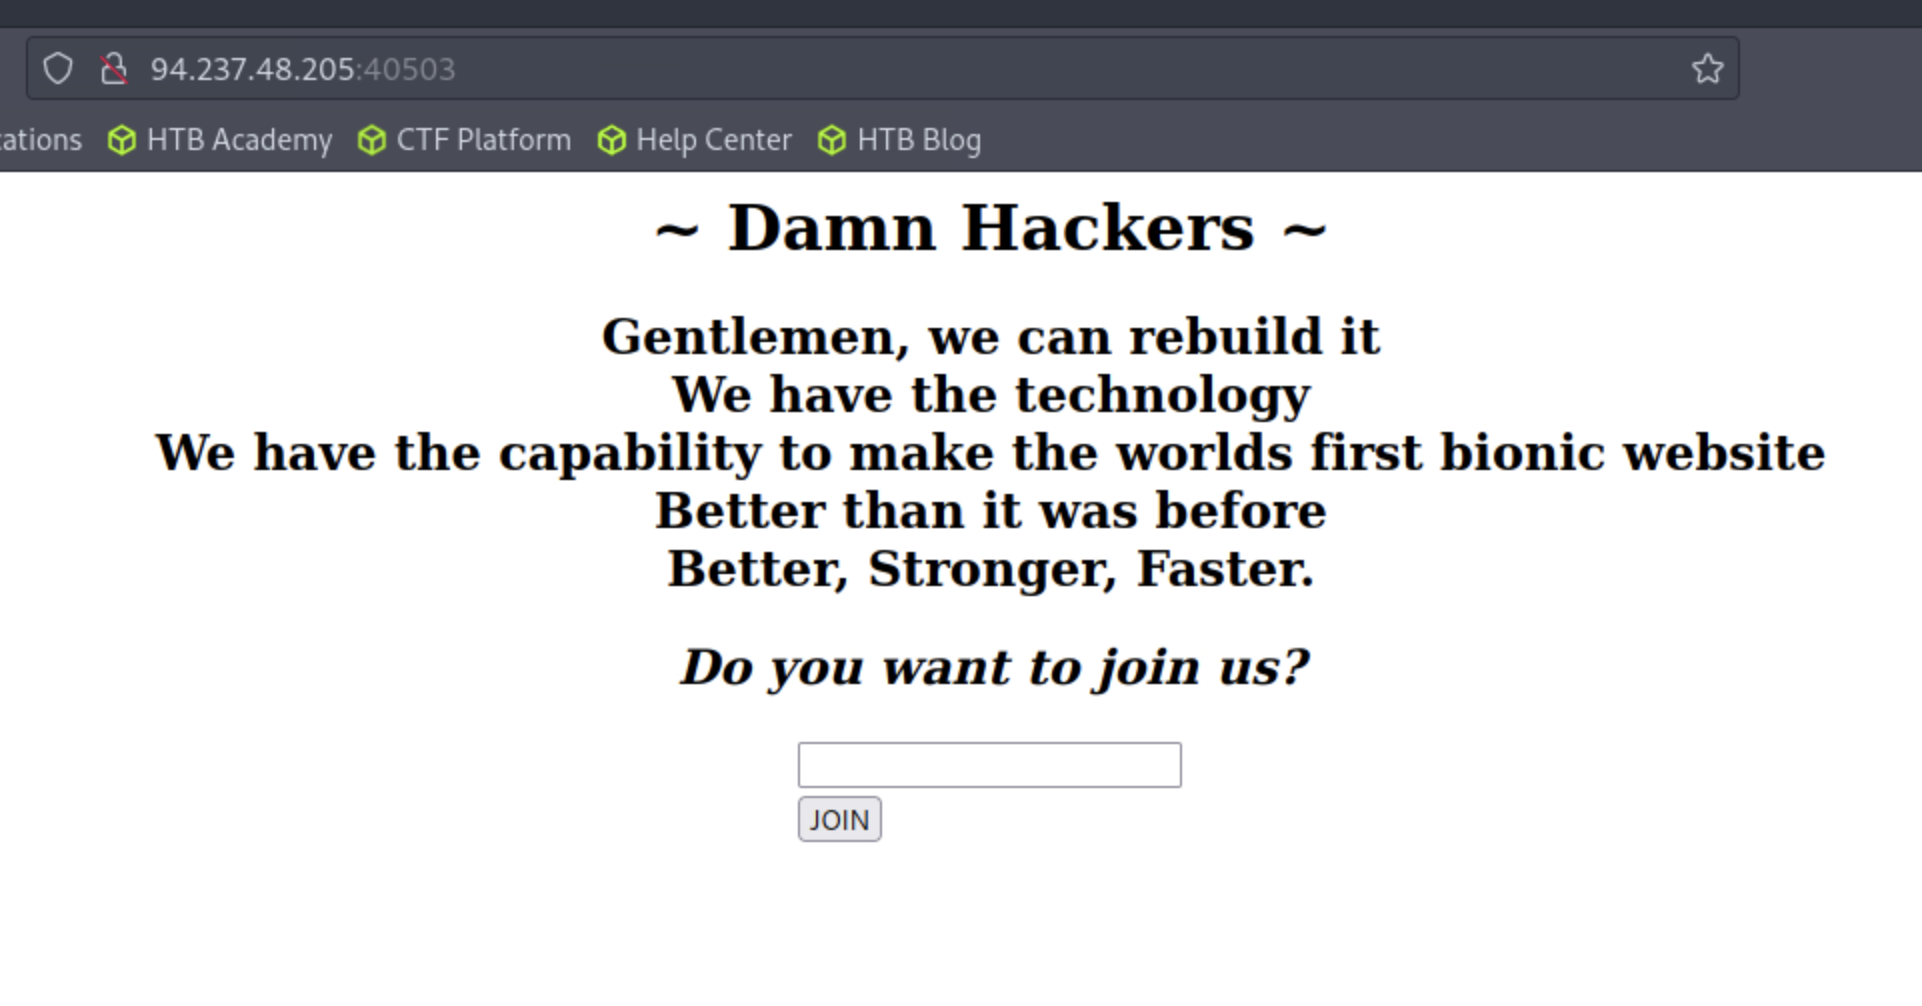 94.237.48.205:40503
cations HTB Academy CTF Platform Help Center HTB Blog
~ Damn Hackers ~
Gentlemen, we can rebuild it
We have the technology
We have the capability to make the worlds first bionic website
Better than it was before
Better, Stronger, Faster.
Do you want to join us?
JOIN